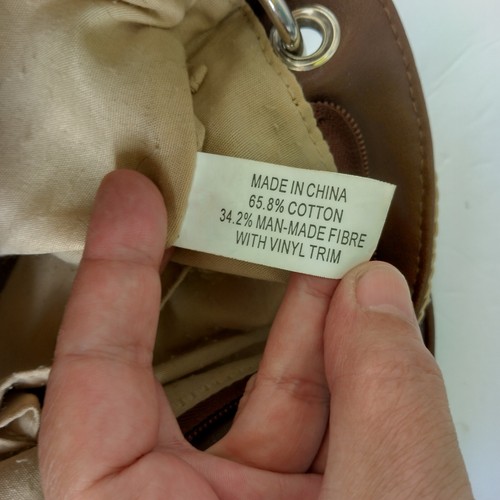 MADE IN CHINA
65.8% COTTON
34.2% MAN-MADE FIBRE
WITH VINYL TRIM